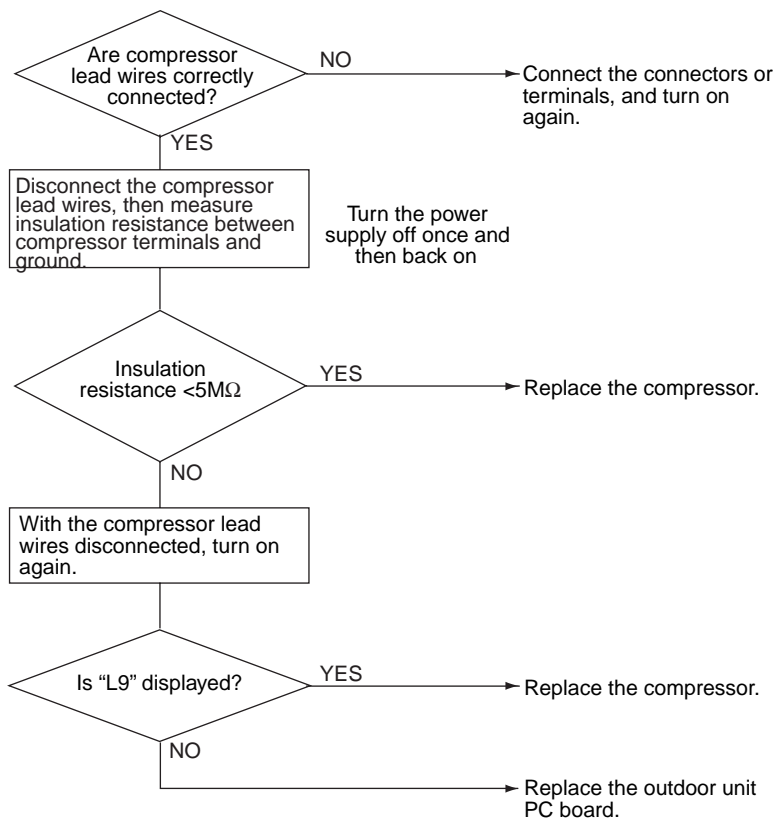 Are compressor
lead wires correctly
connected?
NO
Connect the connectors or
terminals, and turn on
again.
YES
Disconnect the compressor
lead wires, then measure
insulation resistance between
compressor terminals and
ground.
Turn the power
supply off once and
then back on
Insulation
resistance <5MΩ
YES
Replace the compressor.
NO
With the compressor lead
wires disconnected, turn on
again.
Is “L9” displayed?
YES
Replace the compressor.
NO
Replace the outdoor unit
PC board.